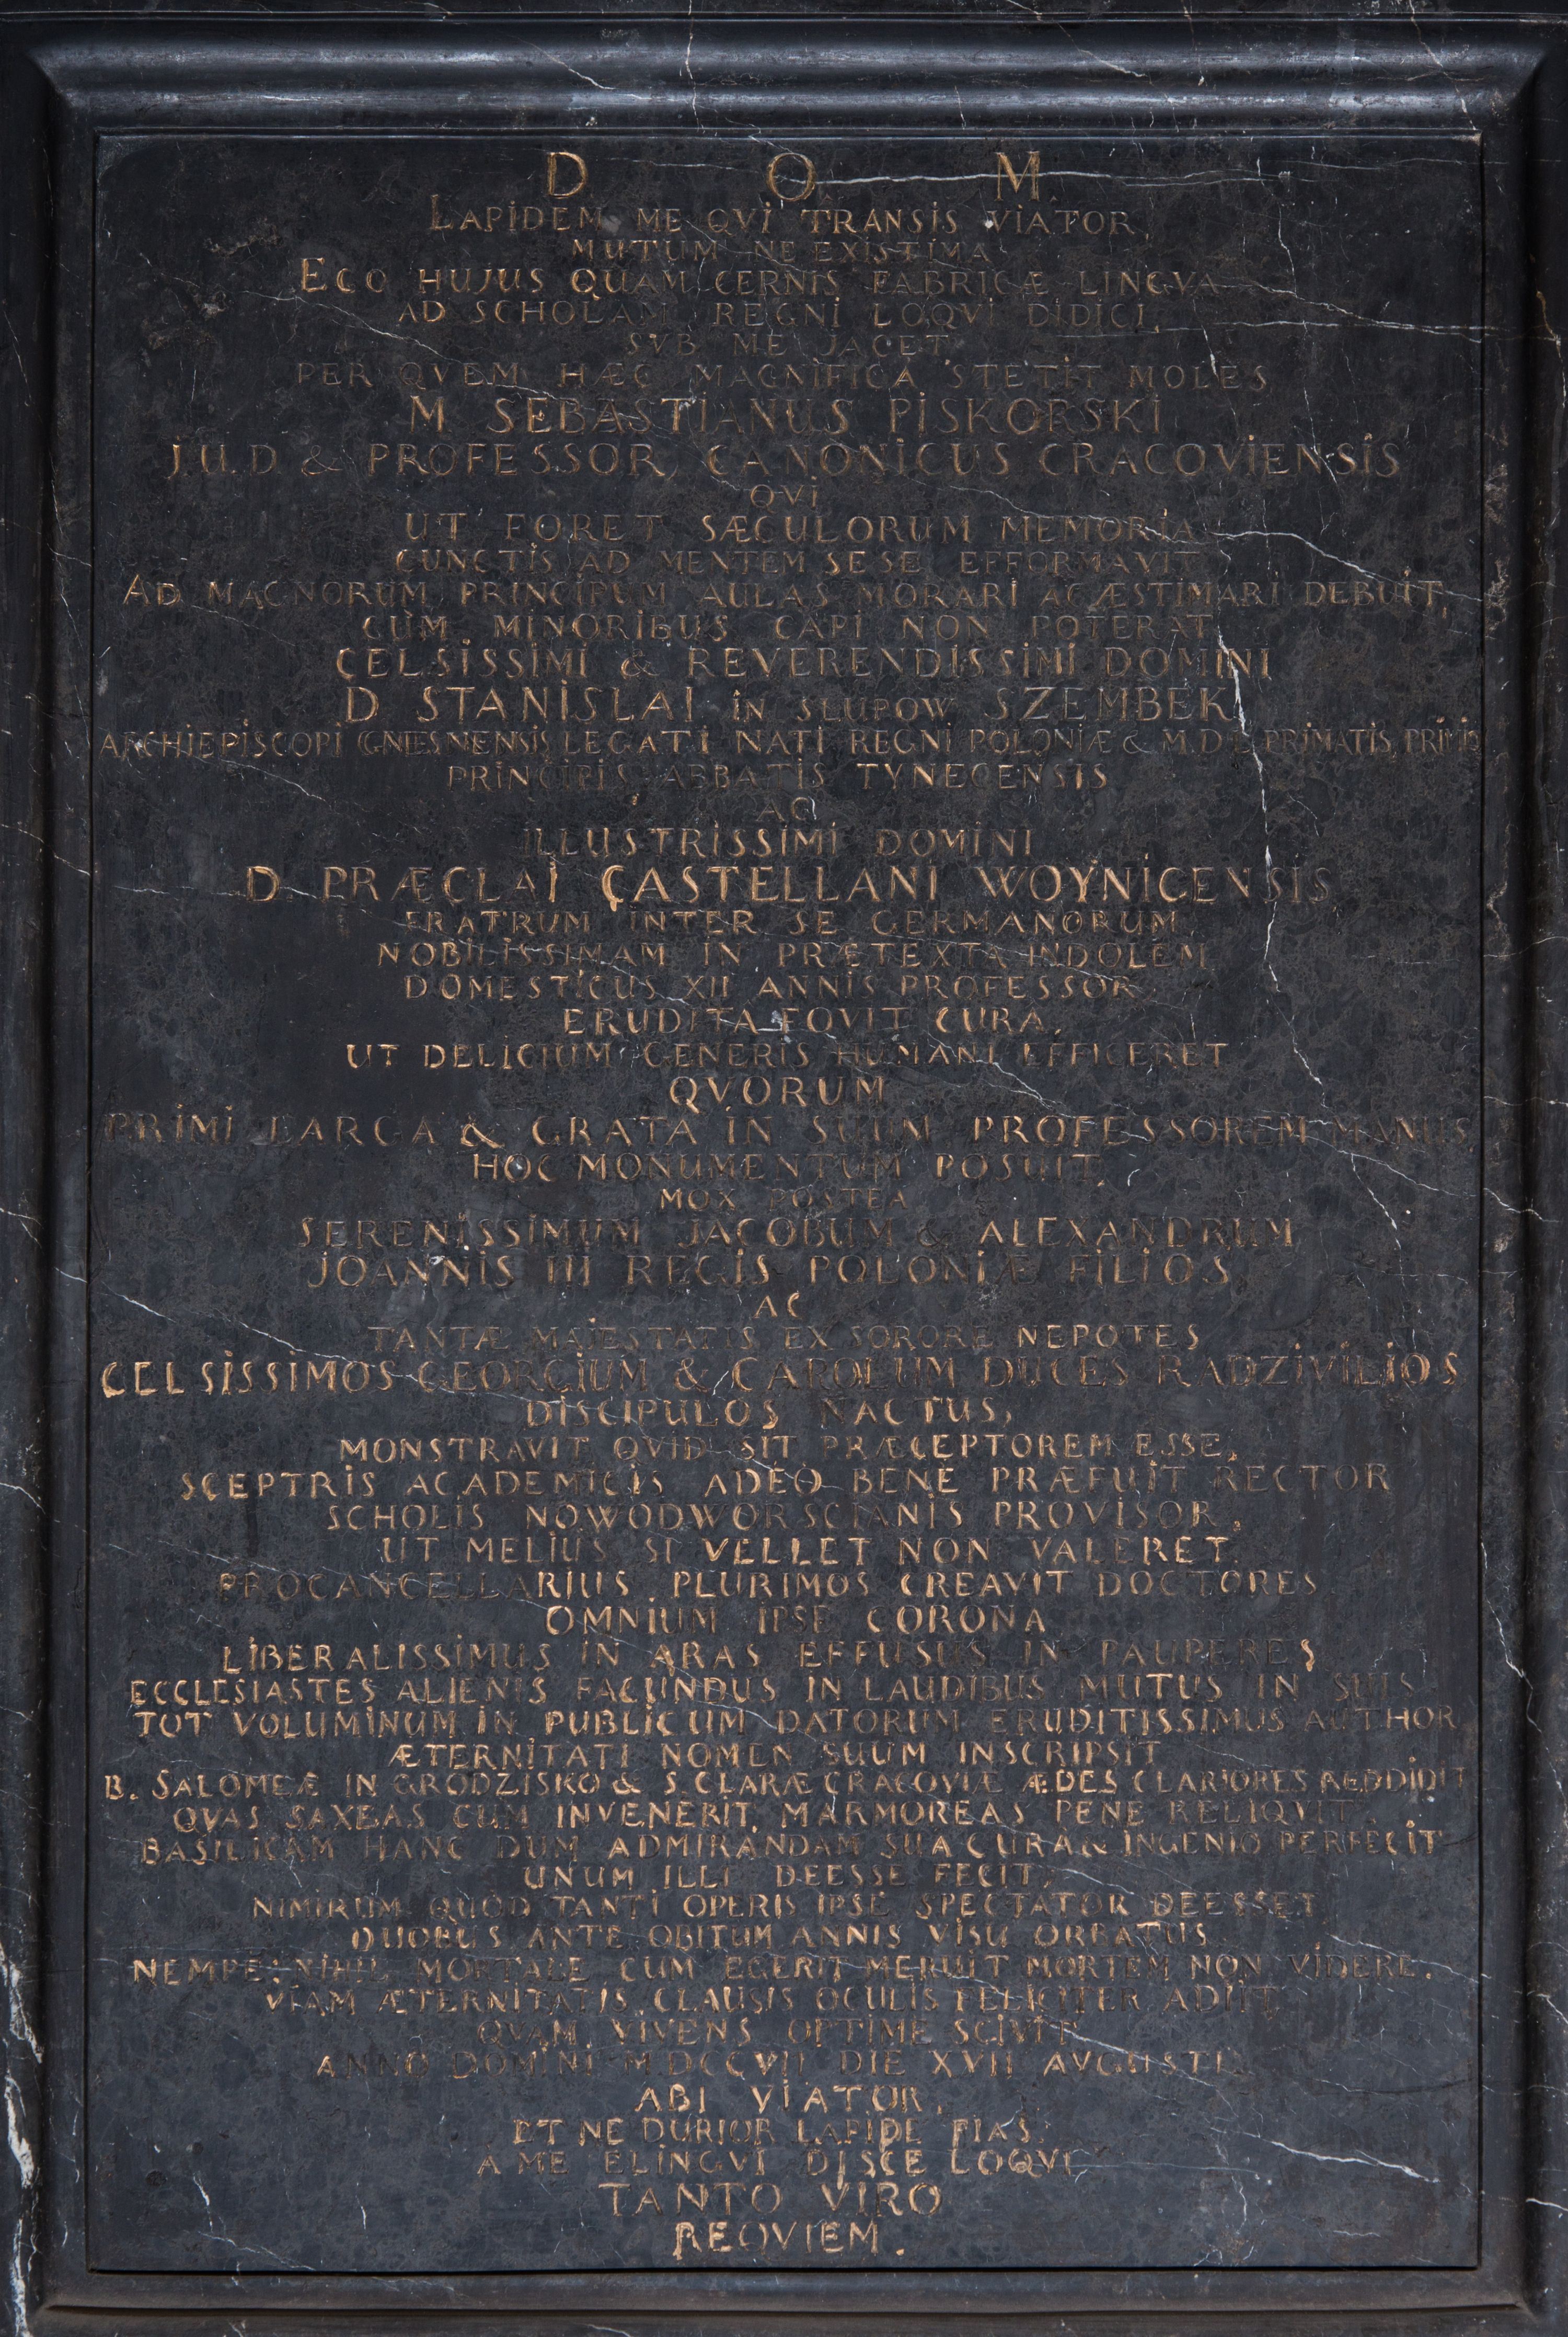 D O M
LAPIDEM ME QVI TRANSIS VIATOR,
MUTUM NE EXISTIMA
EGO HUJUS QUAM CERNIS FABRICÆ LINGVA
AD SCHOLAM REGNI LOQVI DIDICI,
SVB ME JACET
PER QVEM HÆC MAGNIFICA STETIT MOLES
M SEBASTIANUS PISKORSKI
J.U.D & PROFESSOR, CANONICUS CRACOVIENSIS
QVI
UT FORET SÆCULORUM MEMORIA
CUNCTIS AD MENTEM SESE EFFORMAVIT
AD MAGNORUM PRINCIPUM AULAS MORARI AC ÆSTIMARI DEBUIT,
CUM MINORIBUS CAPI NON POTERAT
CELSISSIMI & REVERENDISSIMI DOMINI
D STANISLAI IN SLUPOW SZEMBEK
ARCHIEPISCOPI GNESNENSIS LEGATI NATI REGNI POLONIÆ & M.D.L PRIMATIS, PRIMIQ
PRINCIPIS ABBATIS TYNECENSIS
AC
ILLUSTRISSIMI DOMINI
D. PRÆCLAI CASTELLANI WOYNICENSIS
FRATRUM INTER SE GERMANORUM
NOBILISSIMAM IN PRÆTEXTA INDOLEM
DOMESTICUS XII ANNIS PROFESSOR
ERUDITA FOVIT CURA,
UT DELICIUM GENERIS HUMANI EFFICERET
QVORUM
PRIMI LARGA & GRATA IN SUUM PROFESSOREM MANUS
HOC MONUMENTUM POSUIT,
MOX POSTEA
SERENISSIMUM JACOBUM & ALEXANDRUM
JOANNIS III REGIS POLONIÆ FILIOS
AC
TANTÆ MAIESTATIS EX SORORE NEPOTES
CELSISSIMOS GEORGIUM & CAROLUM DUCES RADZIVILIOS
DISCIPULOS NACTUS,
MONSTRAVIT QVID SIT PRÆCEPTOREM ESSE,
SCEPTRIS ACADEMICIS ADEO BENE PRÆFUIT RECTOR
SCHOLIS NOWODWORSCIANIS PROVISOR,
UT MELIUS SI VELLET NON VALERET.
PROCANCELLARIUS PLURIMOS CREAVIT DOCTORES
OMNIUM IPSE CORONA
LIBERALISSIMUS IN ARAS EFFUSUS IN PAUPERES
ECCLESIASTES ALIENIS FACUNDUS IN LAUDIBUS MUTUS IN SUIS
TOT VOLUMINUM IN PUBLICUM DATORUM ERUDITISSIMUS AUTHOR
ÆTERNITATI NOMEN SUUM INSCRIPSIT
B. SALOMEÆ IN GRODZISKO & S. CLARÆ CRACOVIÆ ÆDES CLARIORES REDDIDIT
QVAS SAXEAS CUM INVENERIT, MARMOREAS PENE RELIQVIT
BASILICAM HANC DUM ADMIRANDAM SUA CURA & INGENIO PERFECIT
UNUM ILLI DEESSE FECIT,
NIMIRUM QUOD TANTI OPERIS IPSE SPECTATOR DEESSET,
DUOBUS ANTE OBITUM ANNIS VISU ORBATUS.
NEMPE: NIHIL MORTALE CUM EGERIT MERUIT MORTEM NON VIDERE.
VIAM ÆTERNITATIS CLAUSIS OCULIS FELICITER ADIIT
QVAM VIVENS OPTIME SCIVIT
ANNO DOMINI MDCCVII DIE XVII AVGUSTI.
ABI VIATOR,
ET NE DURIOR LAPIDE FIAS:
A ME ELINGVI DISCE LOQVI
TANTO VIRO
REQVIEM.